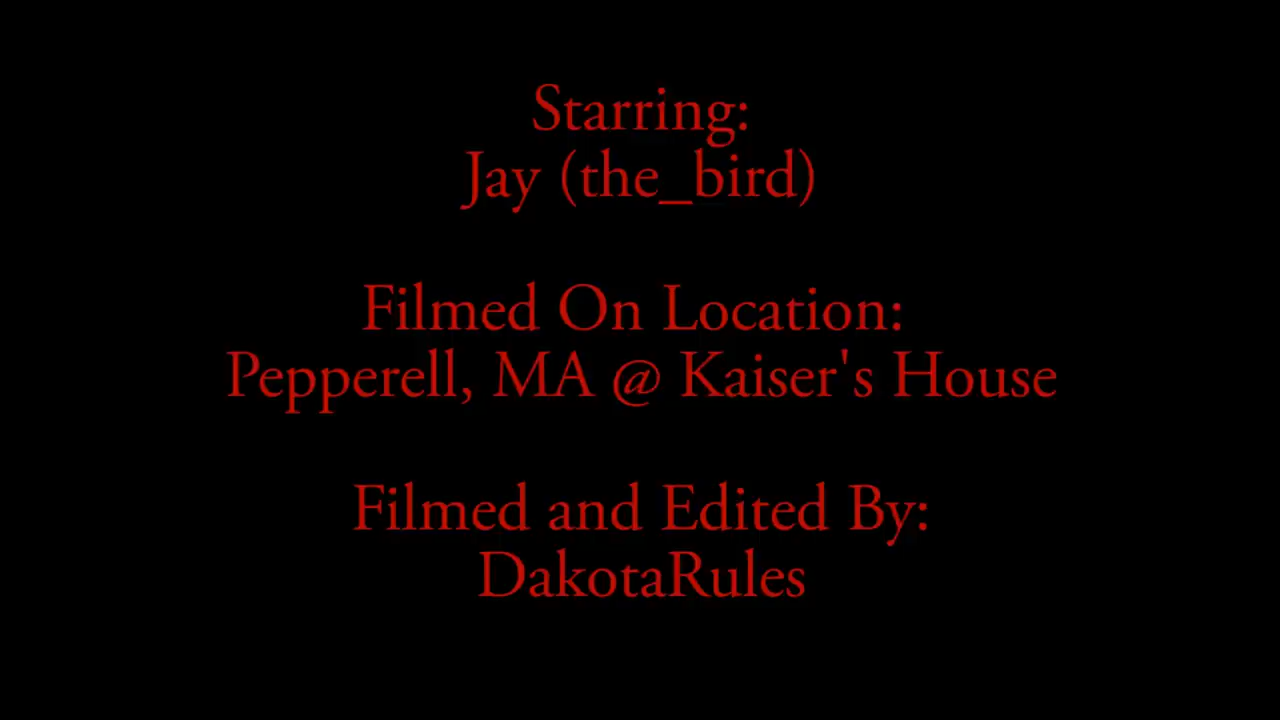 Starring:
Jay (the_bird)
Filmed On Location:
Pepperell, MA @ Kaiser's House
Filmed and Edited By:
DakotaRules